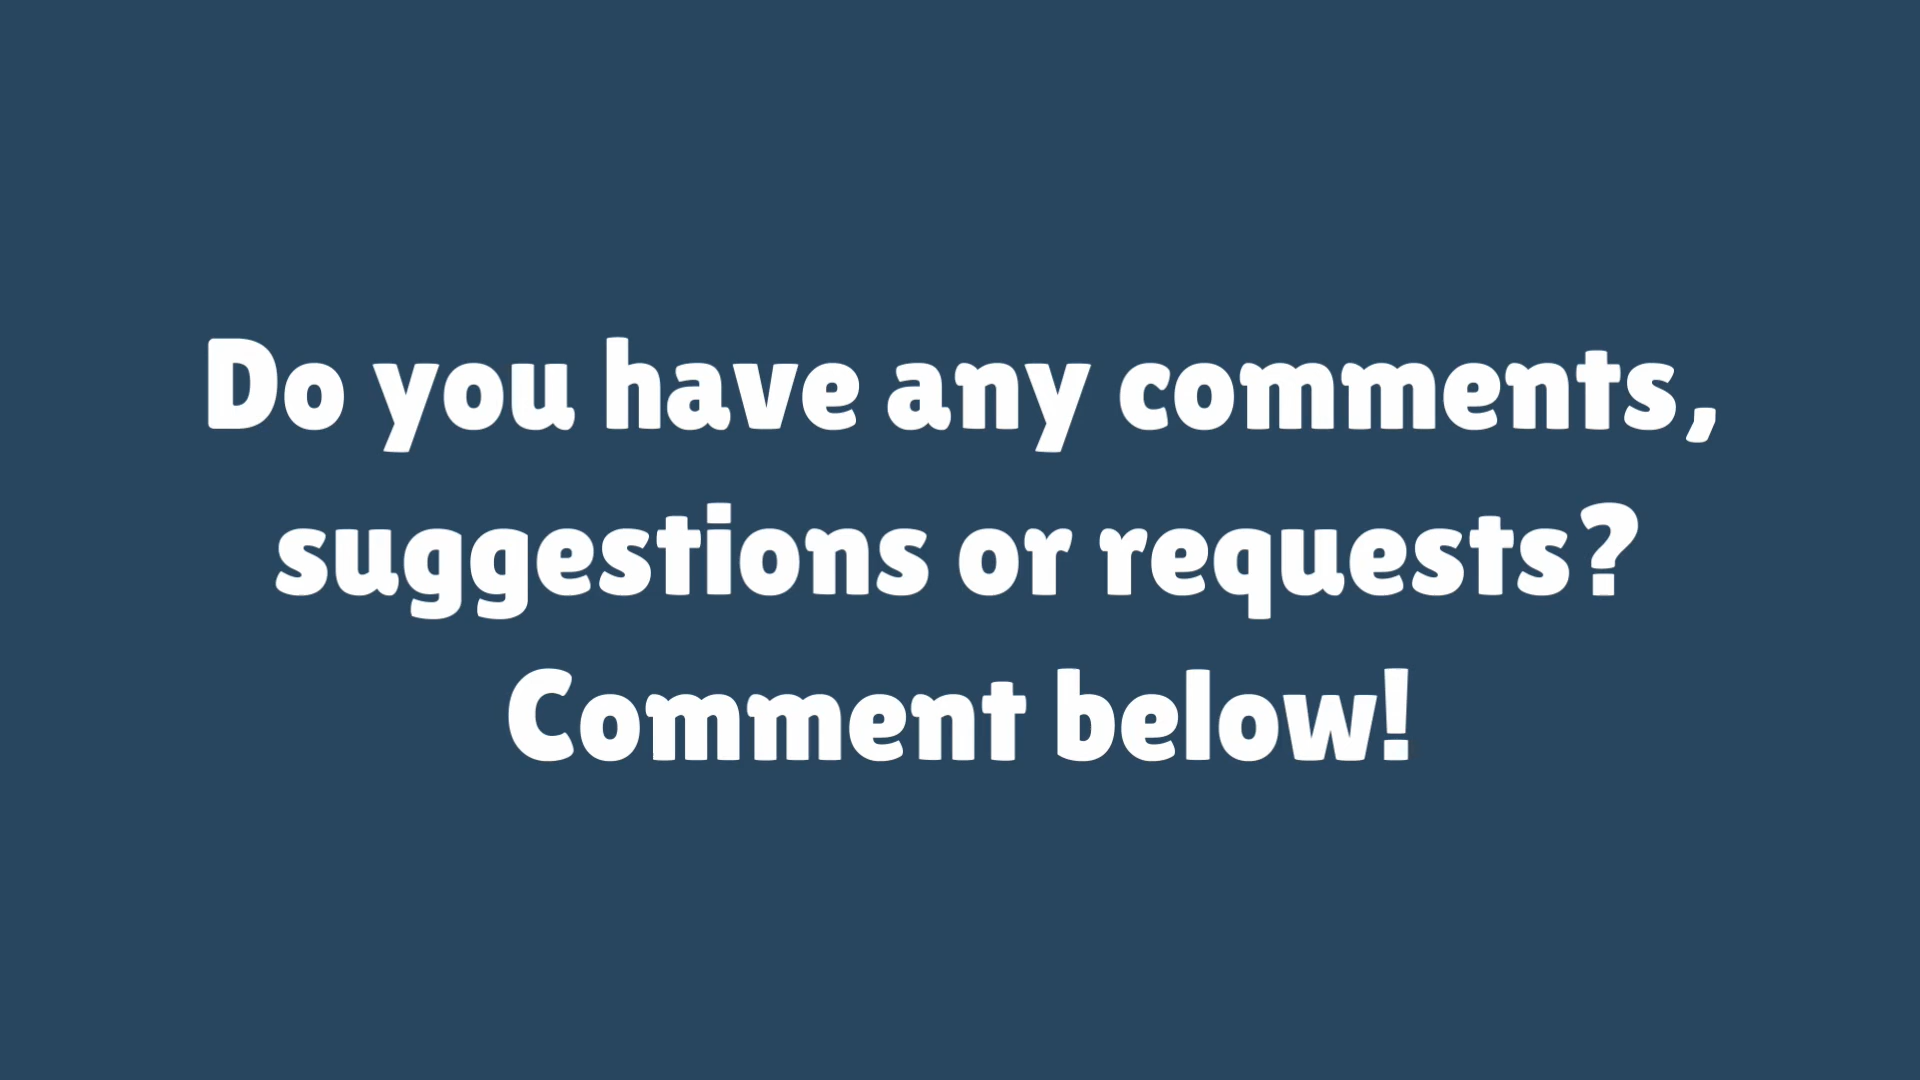 Do you have any comments,
suggestions or requests?
Comment below!